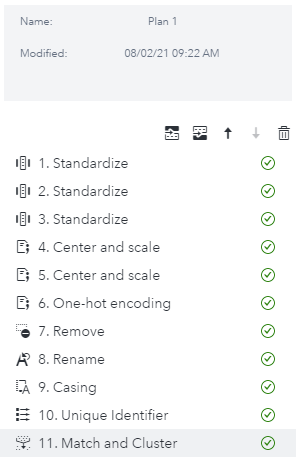 Name: Plan 1
Modified: 08/02/21 09:22 AM
1. Standardize
2. Standardize
3. Standardize
4. Center and scale
5. Center and scale
6. One-hot encoding
7. Remove
8. Rename
9. Casing
10. Unique Identifier
11. Match and Cluster